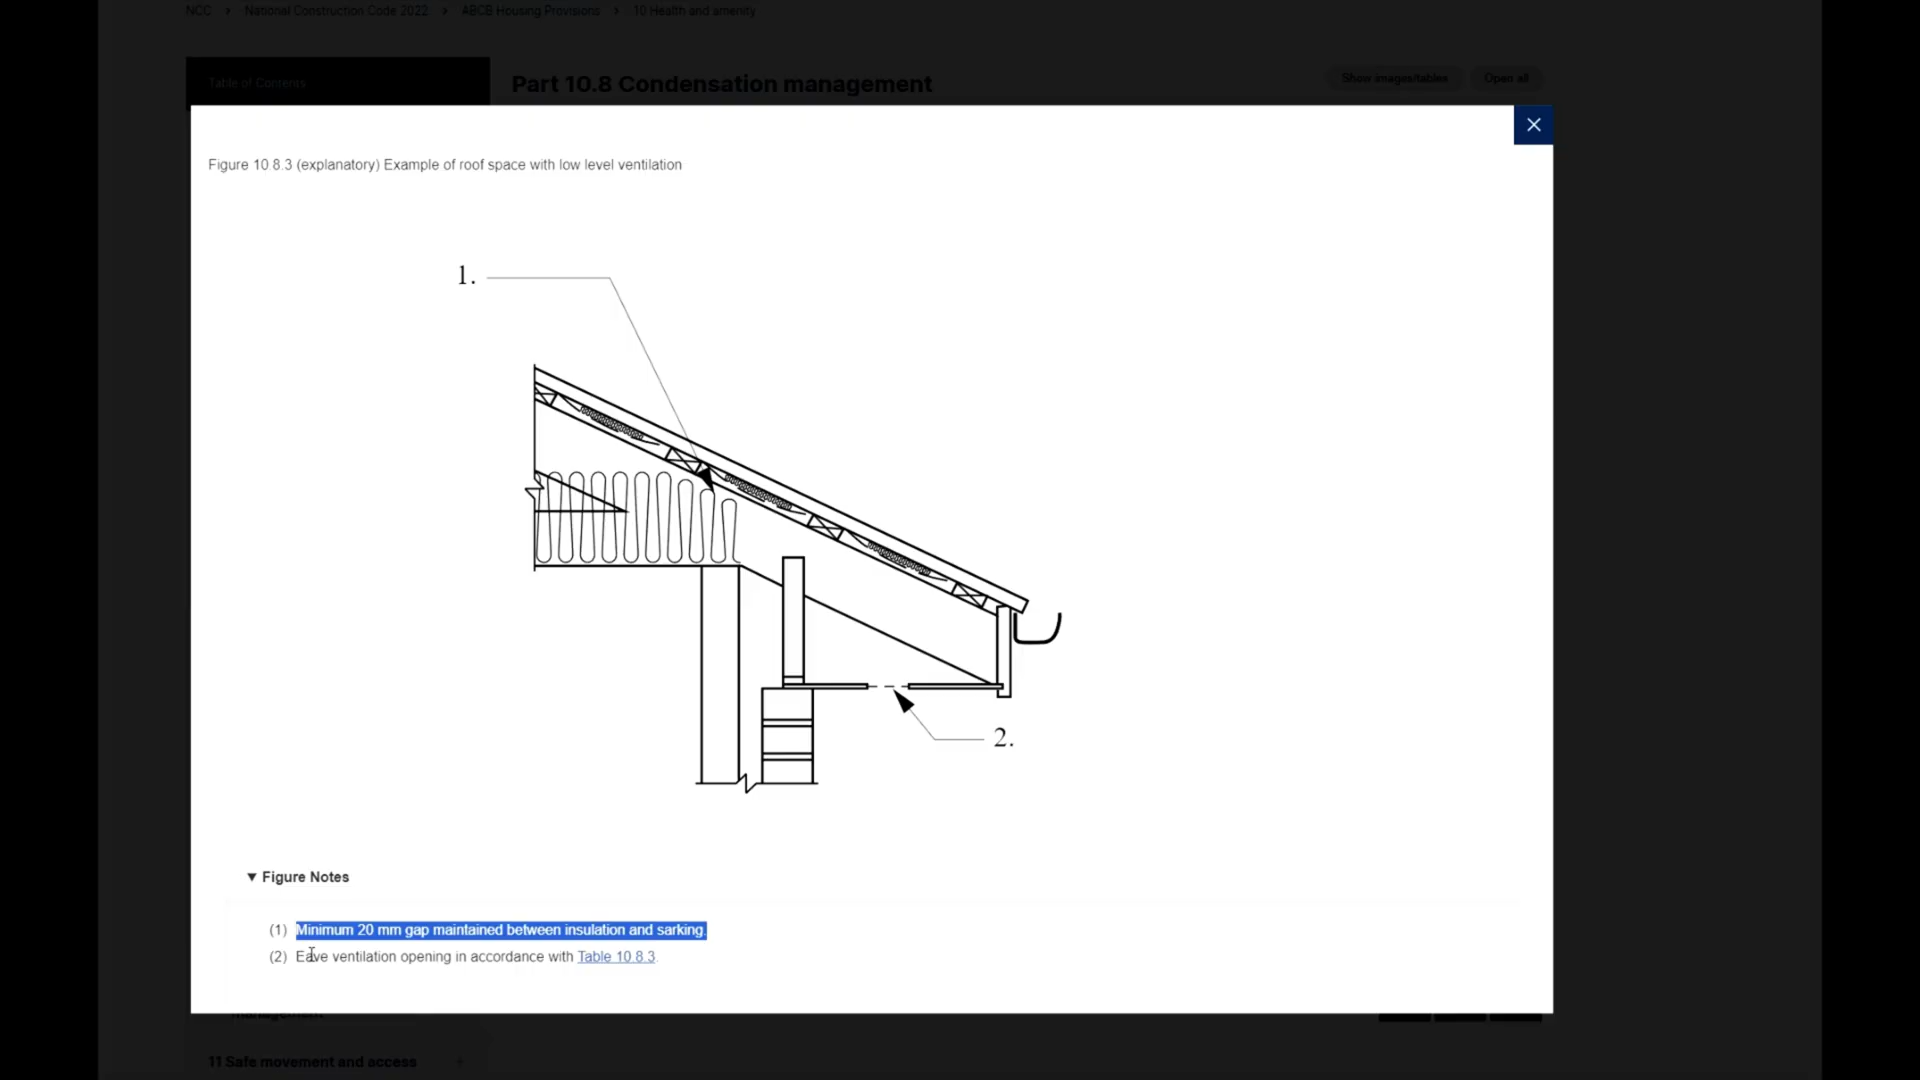 NCC > National Construction Code 2022 > ABCB Housing Provisions > 10 Health and amenity
Table of Contents
Part 10.8 Condensation management
Show images/tables
Open all
Figure 10.8.3 (explanatory) Example of roof space with low level ventilation
1.
2.
▼ Figure Notes
(1) Minimum 20 mm gap maintained between insulation and sarking.
(2) Eave ventilation opening in accordance with Table 10.8.3.
management
11 Safe movement and access +